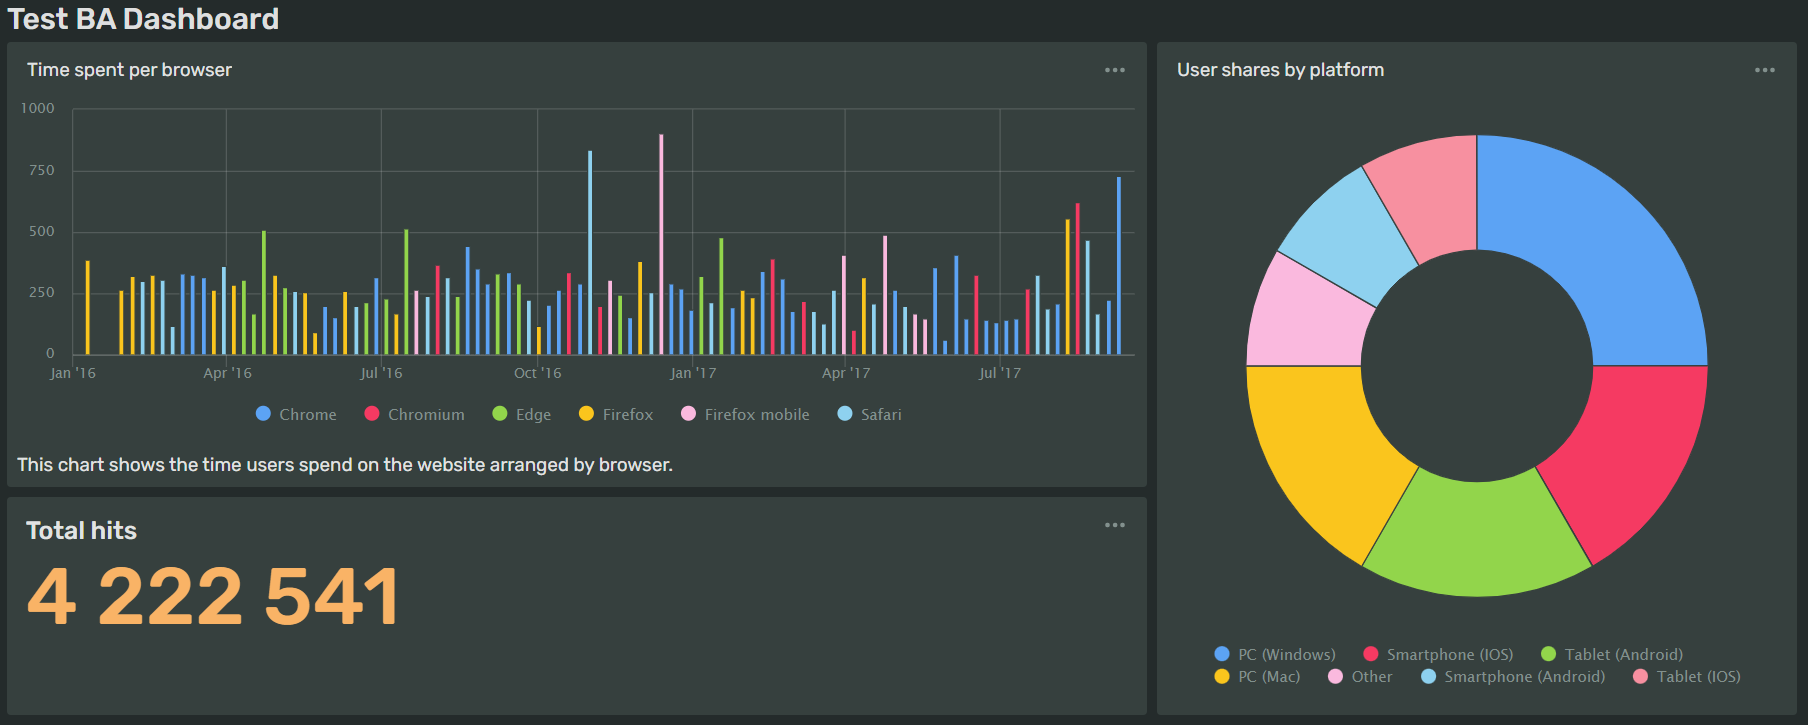 Test BA Dashboard
Time spent per browser
1000
750
500
250
0
Jan '16 Apr '16 Jul '16 Oct '16 Jan '17 Apr '17 Jul '17
Chrome Chromium Edge Firefox Firefox mobile Safari
This chart shows the time users spend on the website arranged by browser.
Total hits
4 222 541
User shares by platform
PC (Windows) Smartphone (IOS) Tablet (Android)
PC (Mac) Other Smartphone (Android) Tablet (IOS)